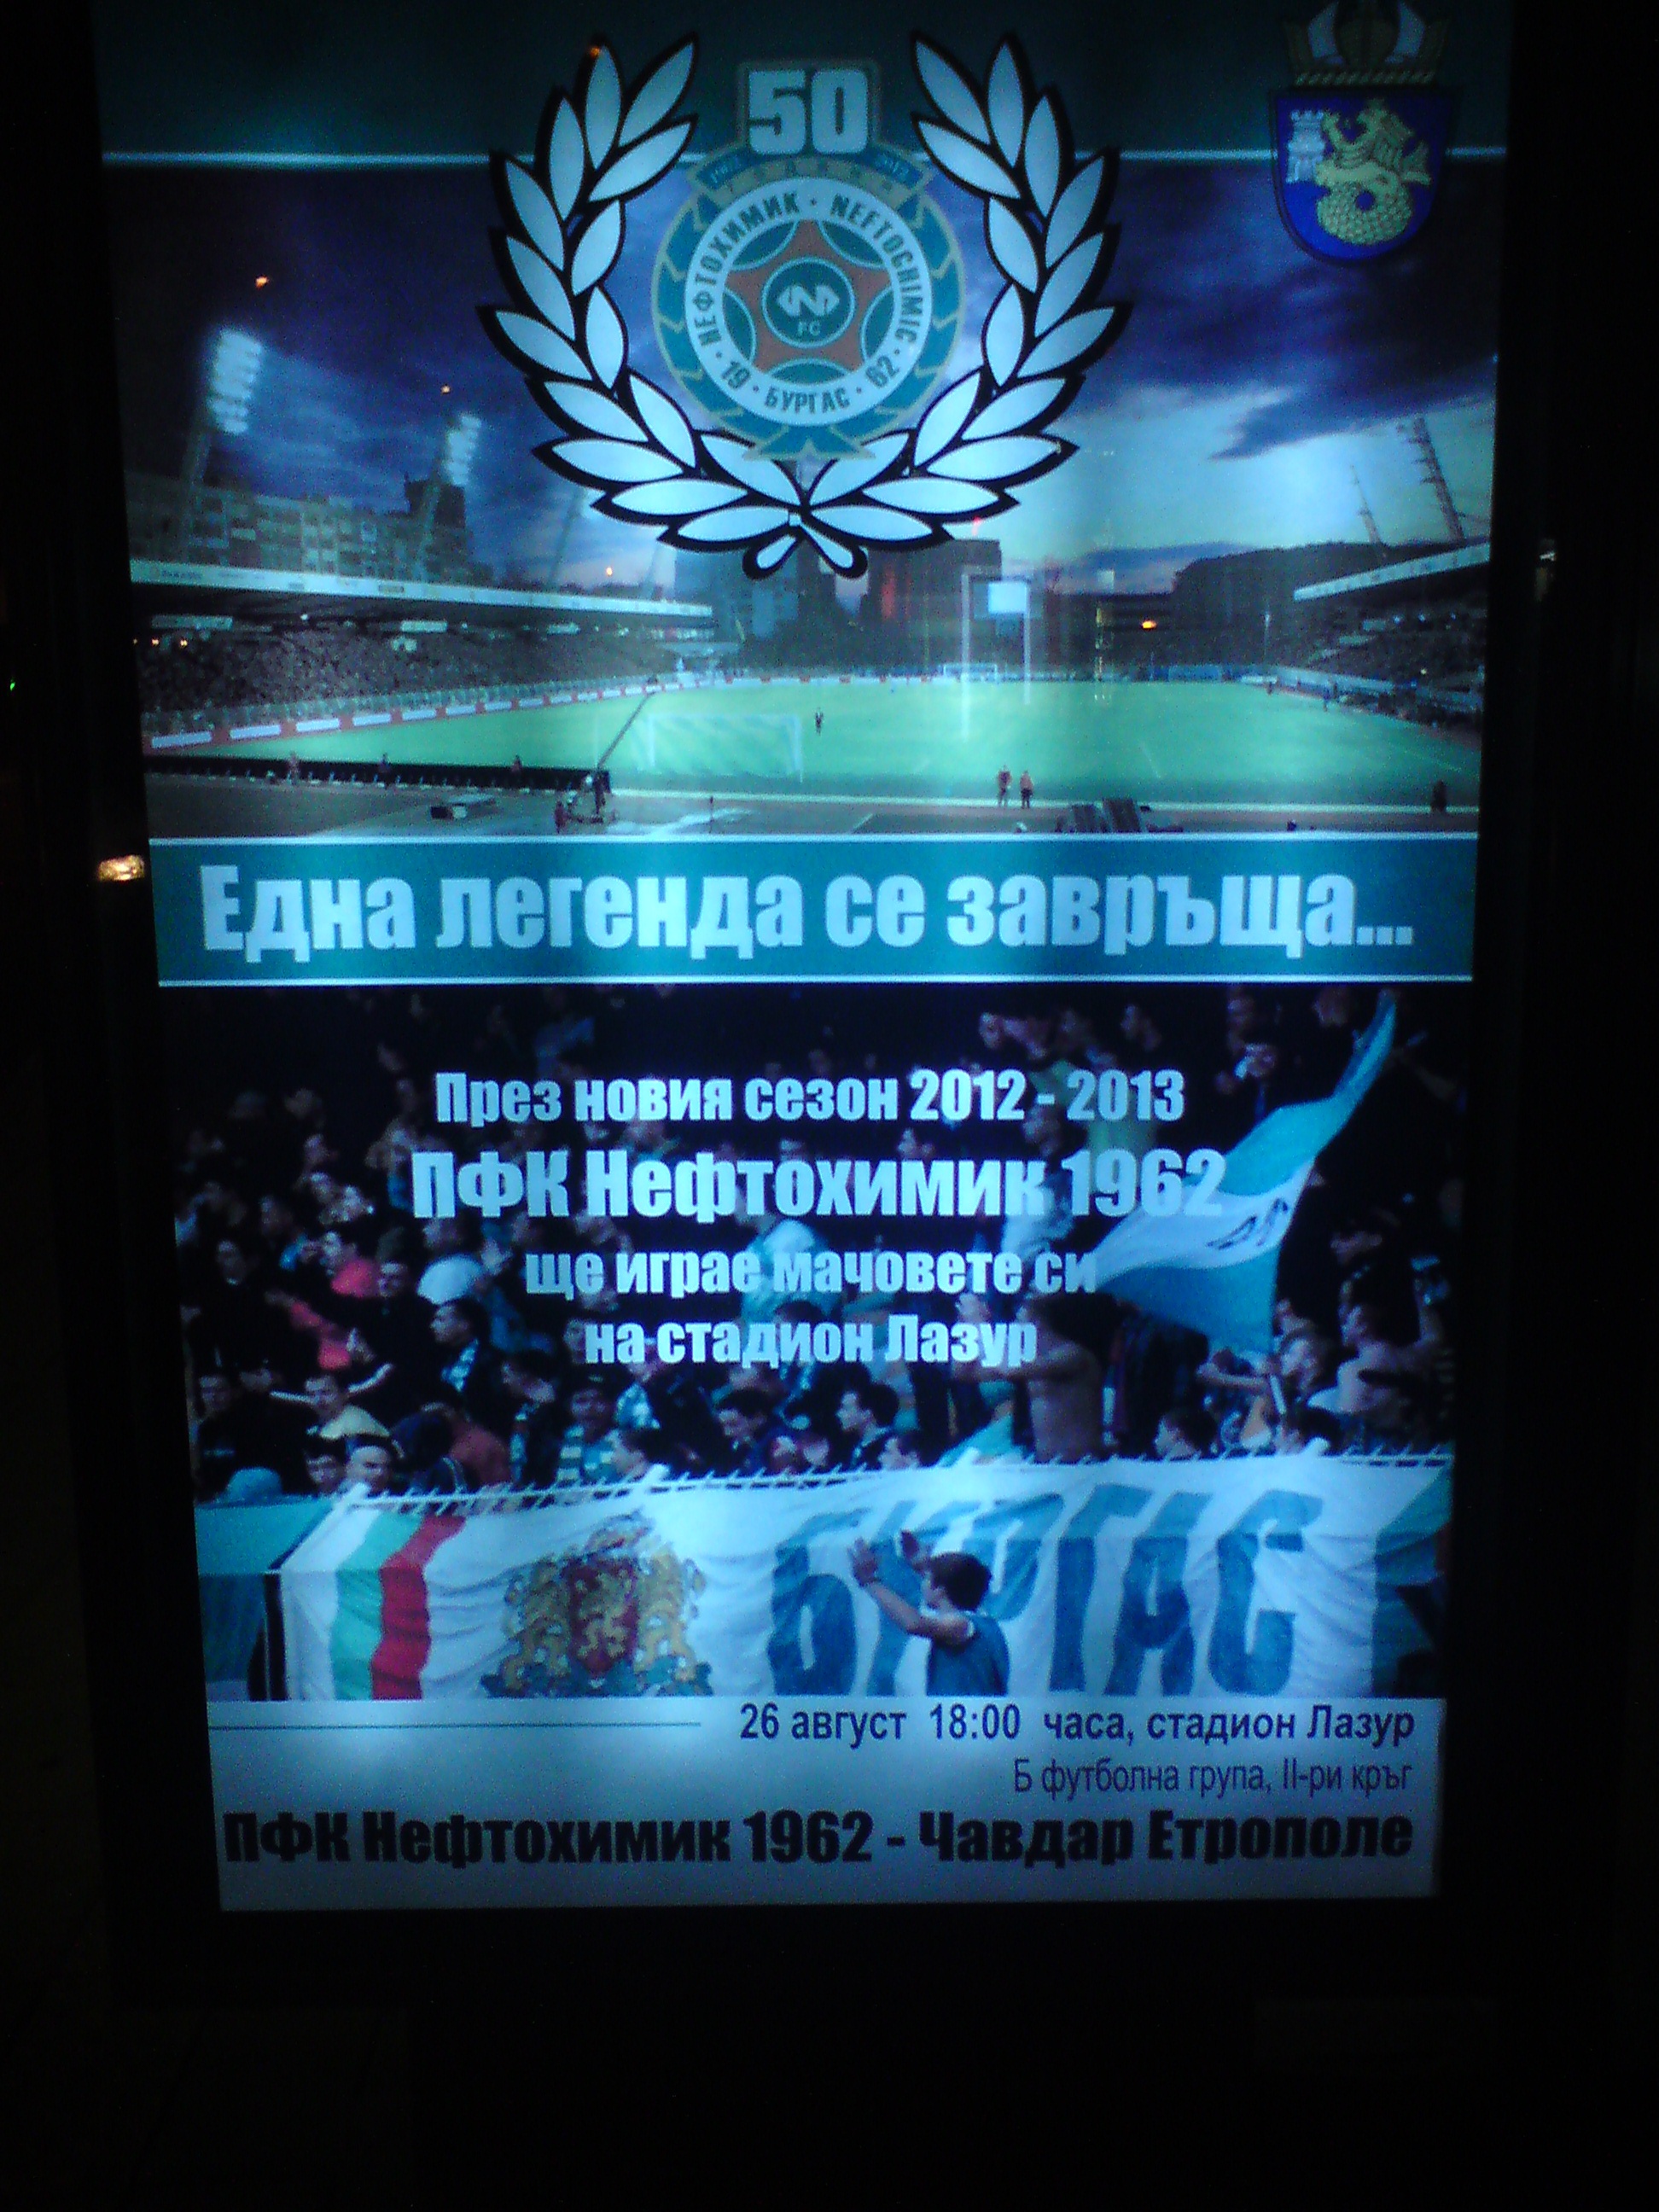 50
ГОДИНИ
НЕФТОХИМИК · NEFTOCHIMIC
FC
19 · БУРГАС · 62
Една легенда се завръща...
През новия сезон 2012 - 2013
ПФК Нефтохимик 1962
ще играе мачовете си
на стадион Лазур
БУРГАС
26 август 18:00 часа, стадион Лазур
Б футболна група, II-ри кръг
ПФК Нефтохимик 1962 - Чавдар Етрополе